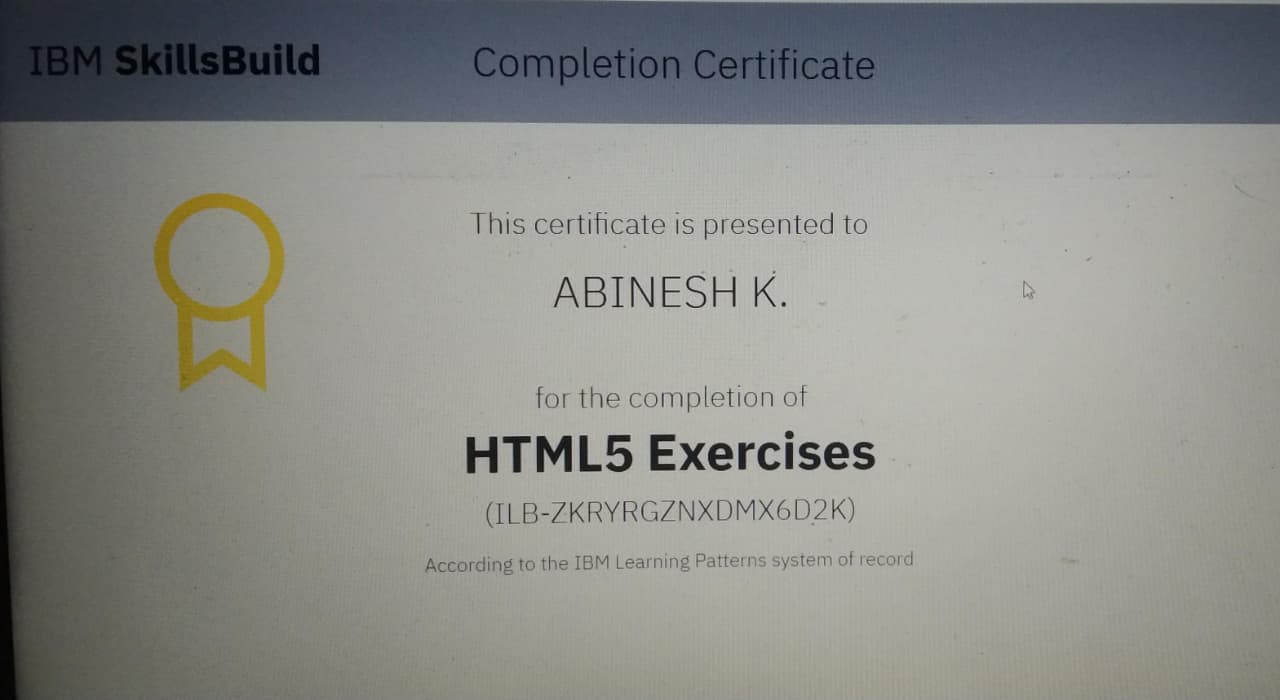 IBM SkillsBuild
Completion Certificate
This certificate is presented to
ABINESH K.
for the completion of
HTML5 Exercises
(ILB-ZKRYRGZNXDMX6D2K)
According to the IBM Learning Patterns system of record